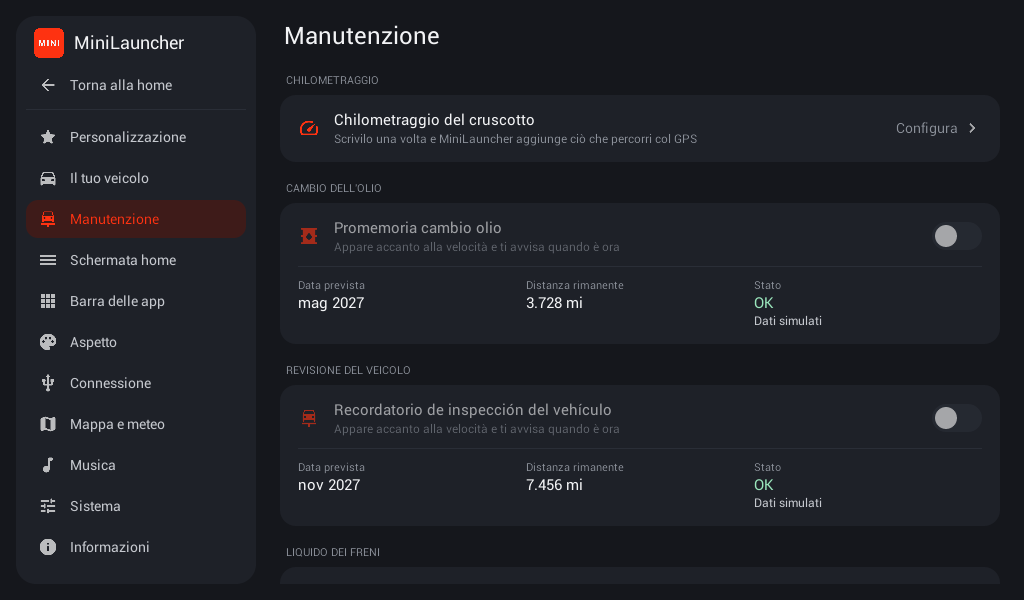 MINI MiniLauncher
Torna alla home
Personalizzazione
Il tuo veicolo
Manutenzione
Schermata home
Barra delle app
Aspetto
Connessione
Mappa e meteo
Musica
Sistema
Informazioni
Manutenzione
CHILOMETRAGGIO
Chilometraggio del cruscotto
Scrivilo una volta e MiniLauncher aggiunge ciò che percorri col GPS
Configura
CAMBIO DELL'OLIO
Promemoria cambio olio
Appare accanto alla velocità e ti avvisa quando è ora
Data prevista Distanza rimanente Stato
mag 2027 3.728 mi OK
Dati simulati
REVISIONE DEL VEICOLO
Recordatorio de inspección del vehículo
Appare accanto alla velocità e ti avvisa quando è ora
Data prevista Distanza rimanente Stato
nov 2027 7.456 mi OK
Dati simulati
LIQUIDO DEI FRENI